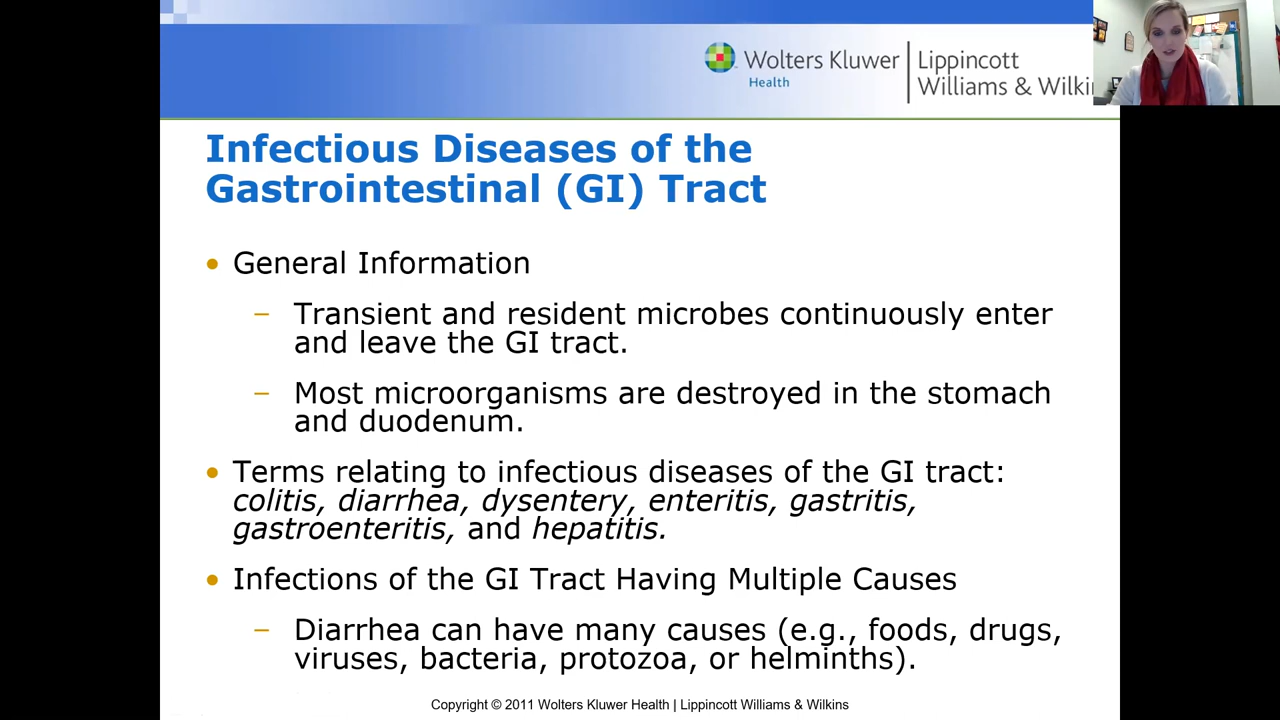 Wolters Kluwer
Health
Lippincott
Williams & Wilki
Infectious Diseases of the
Gastrointestinal (GI) Tract
• General Information
– Transient and resident microbes continuously enter
and leave the GI tract.
– Most microorganisms are destroyed in the stomach
and duodenum.
• Terms relating to infectious diseases of the GI tract:
colitis, diarrhea, dysentery, enteritis, gastritis,
gastroenteritis, and hepatitis.
• Infections of the GI Tract Having Multiple Causes
– Diarrhea can have many causes (e.g., foods, drugs,
viruses, bacteria, protozoa, or helminths).
Copyright © 2011 Wolters Kluwer Health | Lippincott Williams & Wilkins